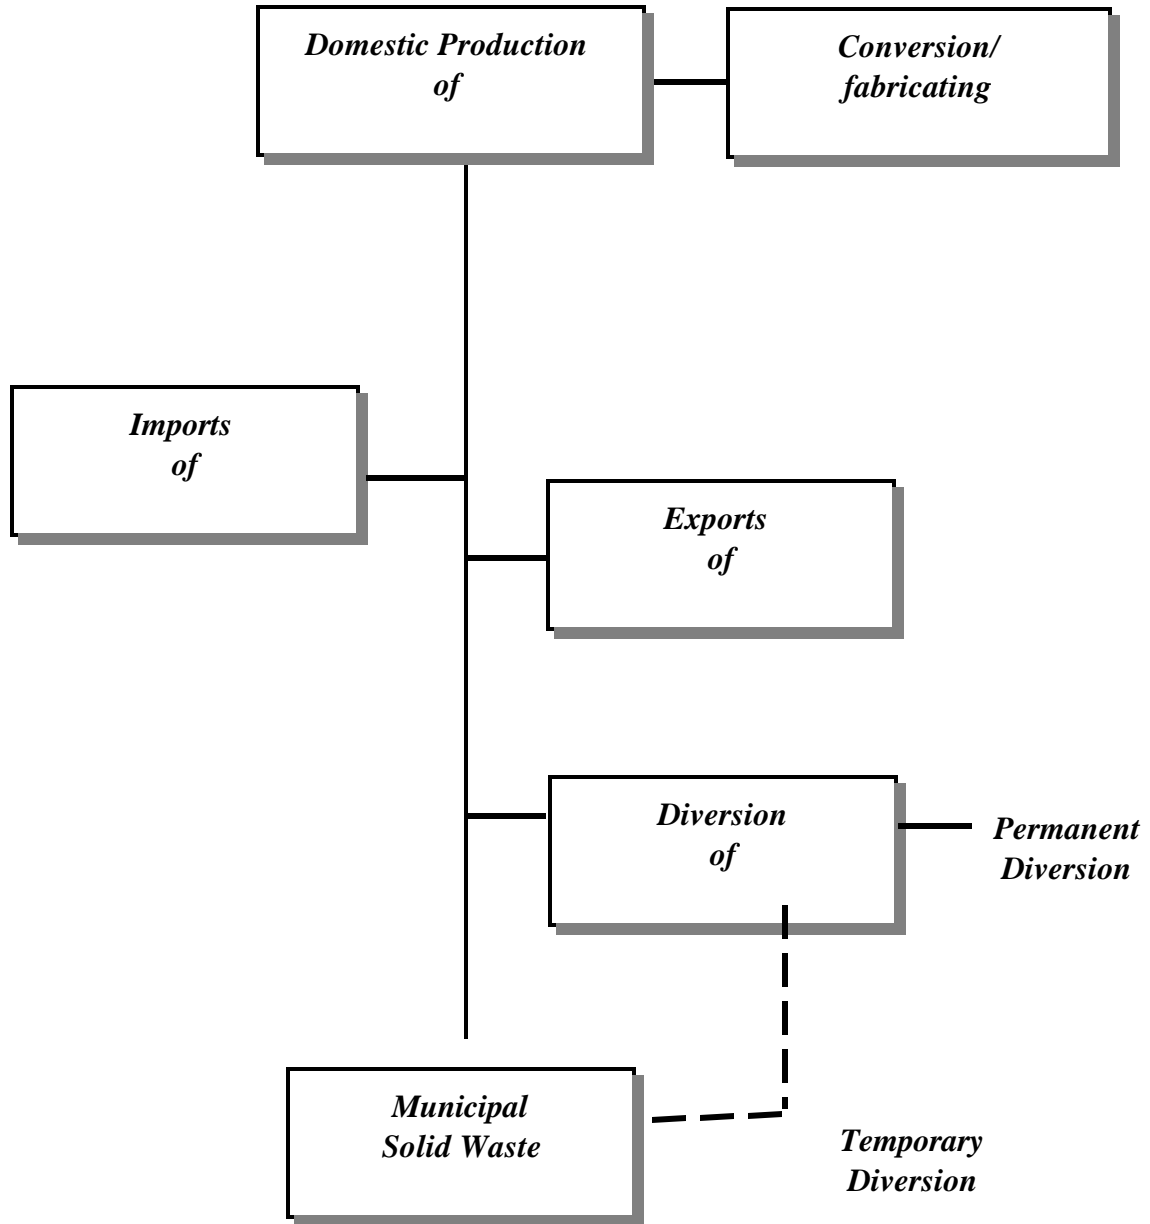 Domestic Production
of
Conversion/
fabricating
Imports
of
Exports
of
Diversion
of
Permanent
Diversion
Municipal
Solid Waste
Temporary
Diversion